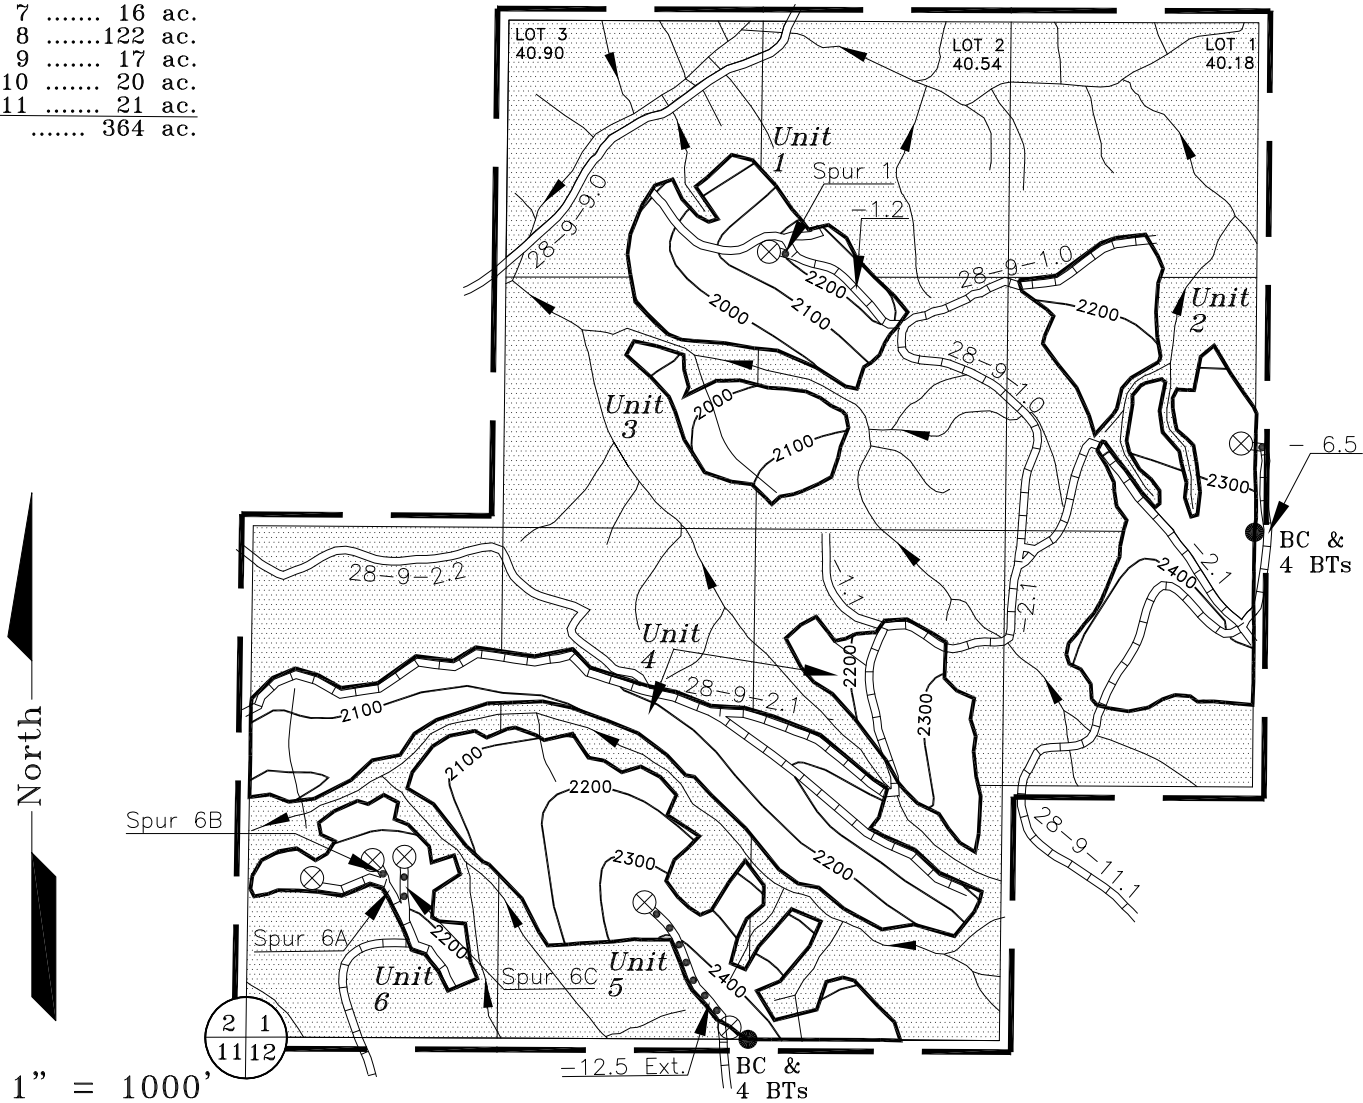 7 ....... 16 ac.
8 .......122 ac.
9 ....... 17 ac.
10 ....... 20 ac.
11 ....... 21 ac.
....... 364 ac.
LOT 3
40.90
LOT 2
40.54
LOT 1
40.18
Unit
1
Spur 1
-1.2
28-9-9.0
28-9-1.0
2200
2100
2000
2200
Unit
2
28-9-1.0
Unit
3
2000
2100
- 6.5
2300
BC &
4 BTs
-2.1
2400
28-9-2.2
-1.1
-2.1
Unit
4
2200
2300
28-9-2.1
2100
North
2100
2200
Spur 6B
2300
2200
28-9-11.1
Spur 6A
2200
Unit
6
Spur 6C
Unit
5
2400
2 1
11 12
-12.5 Ext.
BC &
4 BTs
1" = 1000'